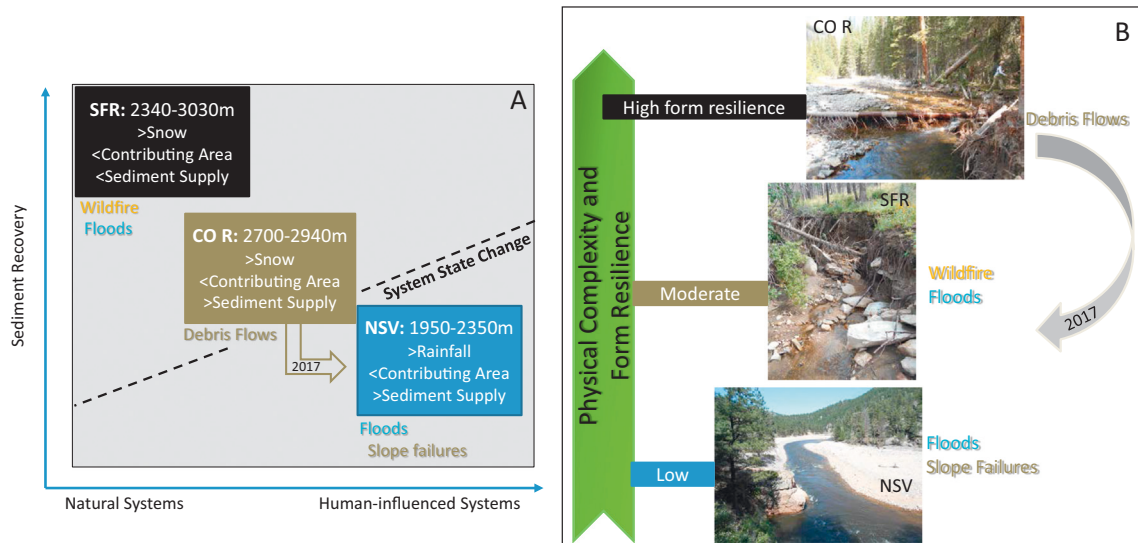 A
SFR: 2340-3030m
>Snow
<Contributing Area
<Sediment Supply
Wildfire
Floods
CO R: 2700-2940m
>Snow
<Contributing Area
>Sediment Supply
Debris Flows
2017
System State Change
NSV: 1950-2350m
>Rainfall
<Contributing Area
>Sediment Supply
Floods
Slope failures
Sediment Recovery
Natural Systems
Human-influenced Systems
B
Physical Complexity and
Form Resilience
CO R
High form resilience
Debris Flows
SFR
Moderate
Wildfire
Floods
2017
Low
NSV
Floods
Slope Failures